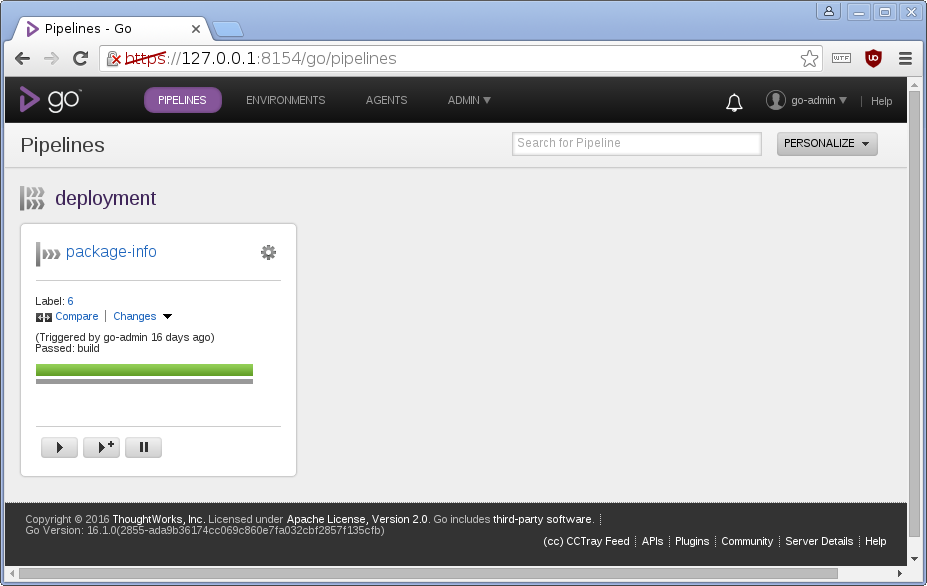 Pipelines - Go
https://127.0.0.1:8154/go/pipelines
WTF
UD
go™
PIPELINES
ENVIRONMENTS
AGENTS
ADMIN
go-admin
Help
Pipelines
Search for Pipeline
PERSONALIZE
deployment
package-info
Label: 6
Compare | Changes
(Triggered by go-admin 16 days ago)
Passed: build
Copyright © 2016 ThoughtWorks, Inc. Licensed under Apache License, Version 2.0. Go includes third-party software.
Go Version: 16.1.0(2855-ada9b36174cc069c860e7fa032cbf2857f135cfb)
(cc) CCTray Feed
APIs
Plugins
Community
Server Details
Help